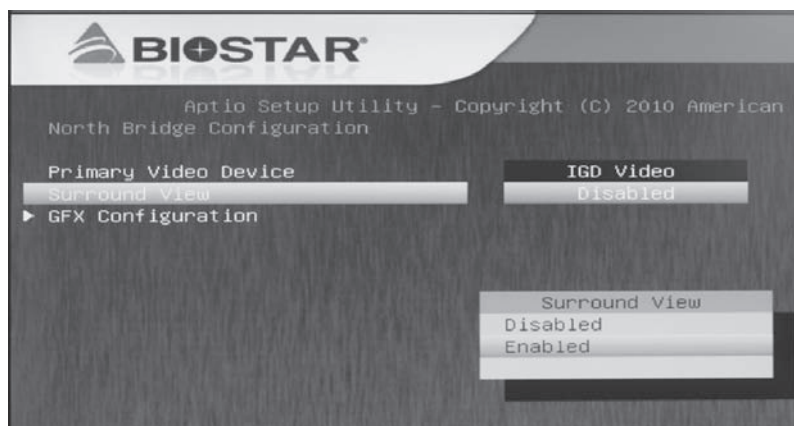 BIOSTAR
Aptio Setup Utility - Copyright (C) 2010 American
North Bridge Configuration
Primary Video Device IGD Video
Surround View Disabled
GFX Configuration
Surround View
Disabled
Enabled